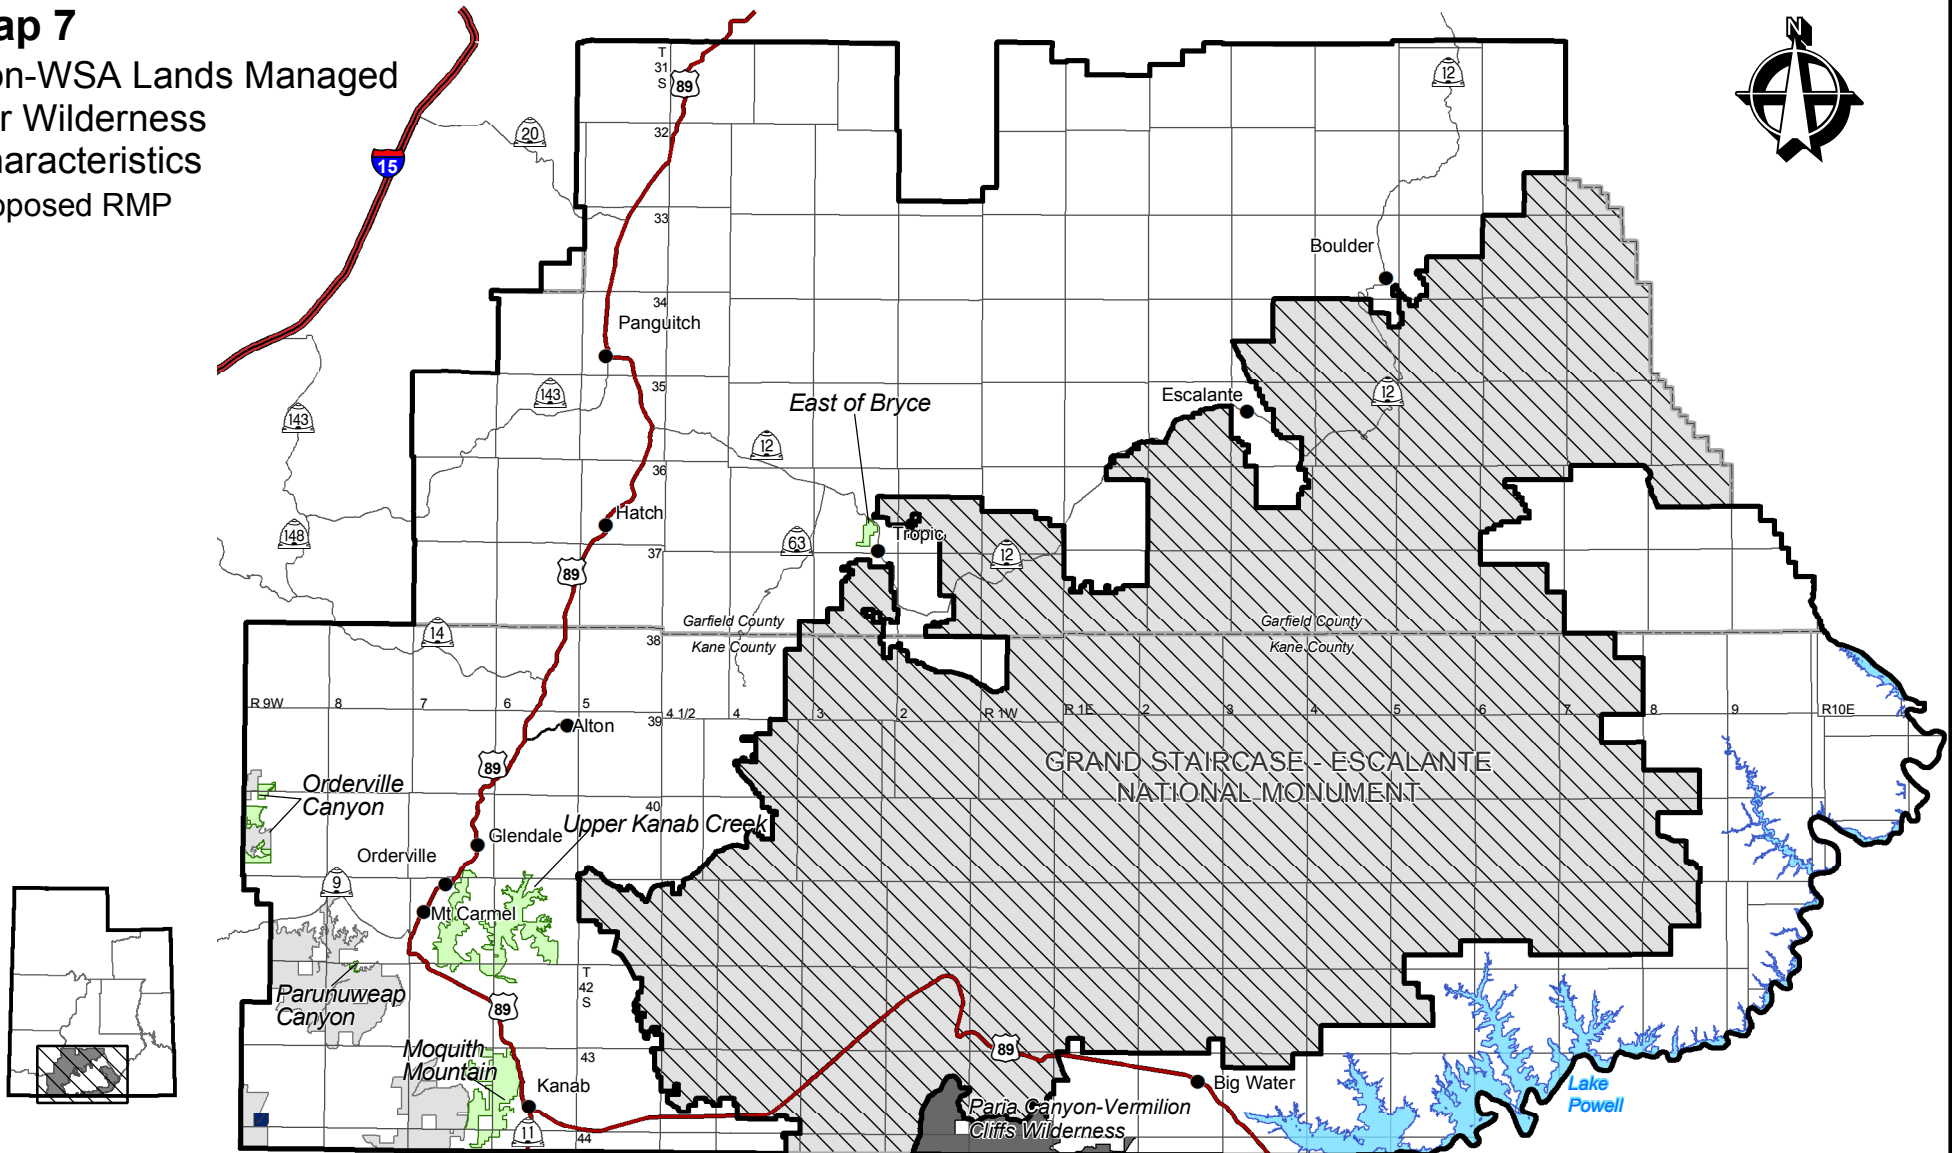 ap 7
on-WSA Lands Managed
r Wilderness
haracteristics
oposed RMP
N
T
31
S
89
12
20
32
15
33
Boulder
34
Panguitch
35
143
143
East of Bryce
Escalante
12
12
36
Hatch
148
63
Tropic
37
12
89
14
Garfield County
Kane County
38
Garfield County
Kane County
R 9W
8
7
6
5
4 1/2
4
3
2
R 1W
R 1E
2
3
4
5
6
7
8
9
R10E
39
Alton
89
GRAND STAIRCASE - ESCALANTE
NATIONAL MONUMENT
Orderville
Canyon
40
Upper Kanab Creek
Glendale
Orderville
9
Mt Carmel
T
42
S
Parunuweap
Canyon
89
Moquith
Mountain
43
89
Kanab
Big Water
Lake
Powell
Paria Canyon-Vermilion
Cliffs Wilderness
11
44